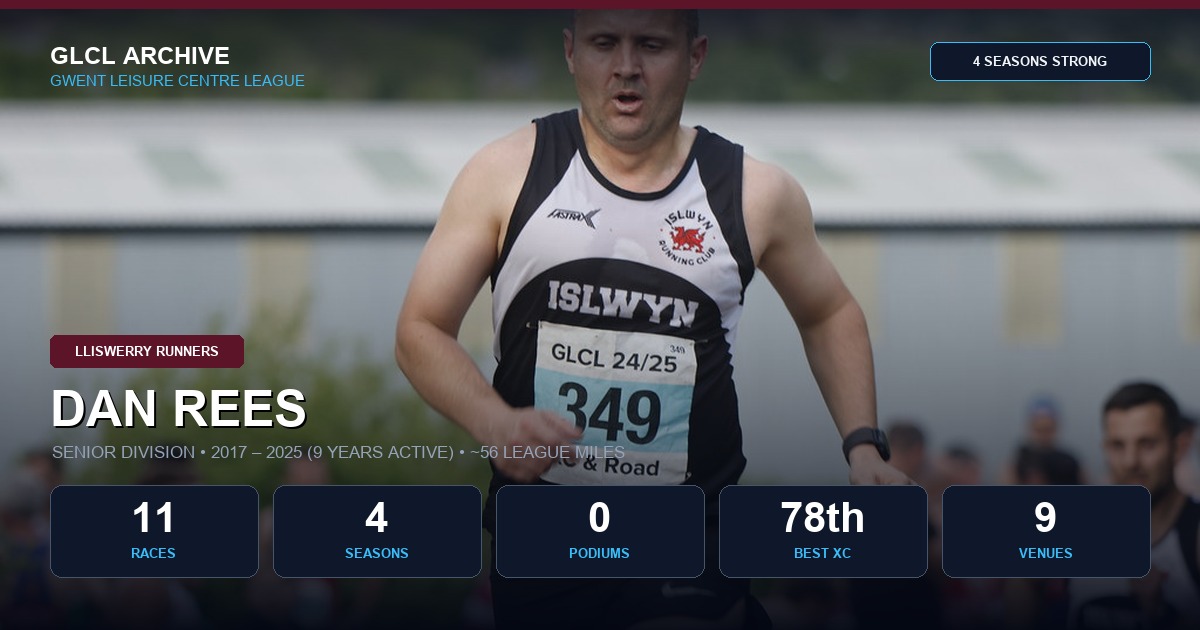 GLCL ARCHIVE
GWENT LEISURE CENTRE LEAGUE
4 SEASONS STRONG
FASTRAX
ISLWYN
RUNNING CLUB
ISLWYN
349
GLCL 24/25
349
XC & Road
LLISWERRY RUNNERS
DAN REES
SENIOR DIVISION • 2017 – 2025 (9 YEARS ACTIVE) • ~56 LEAGUE MILES
11
RACES
4
SEASONS
0
PODIUMS
78th
BEST XC
9
VENUES